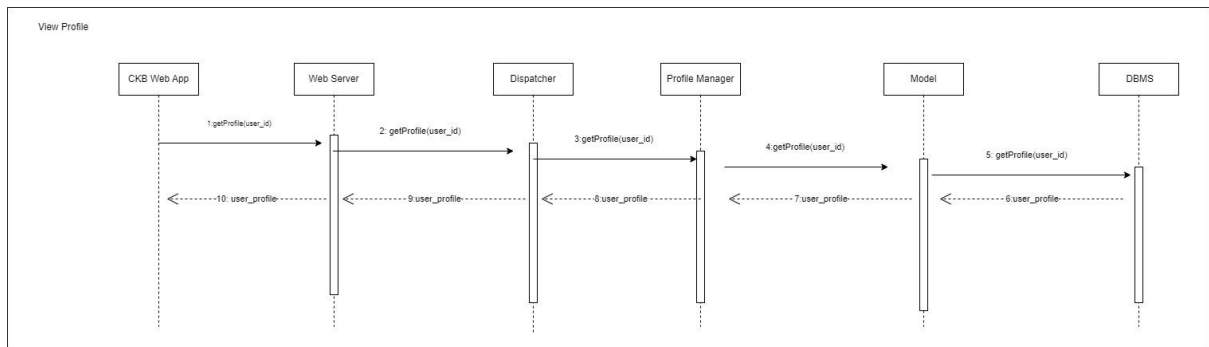 View Profile
CKB Web App
Web Server
Dispatcher
Profile Manager
Model
DBMS
1:getProfile(user_id)
2: getProfile(user_id)
3:getProfile(user_id)
4:getProfile(user_id)
5: getProfile(user_id)
10: user_profile
9:user_profile
8:user_profile
7:user_profile
6:user_profile